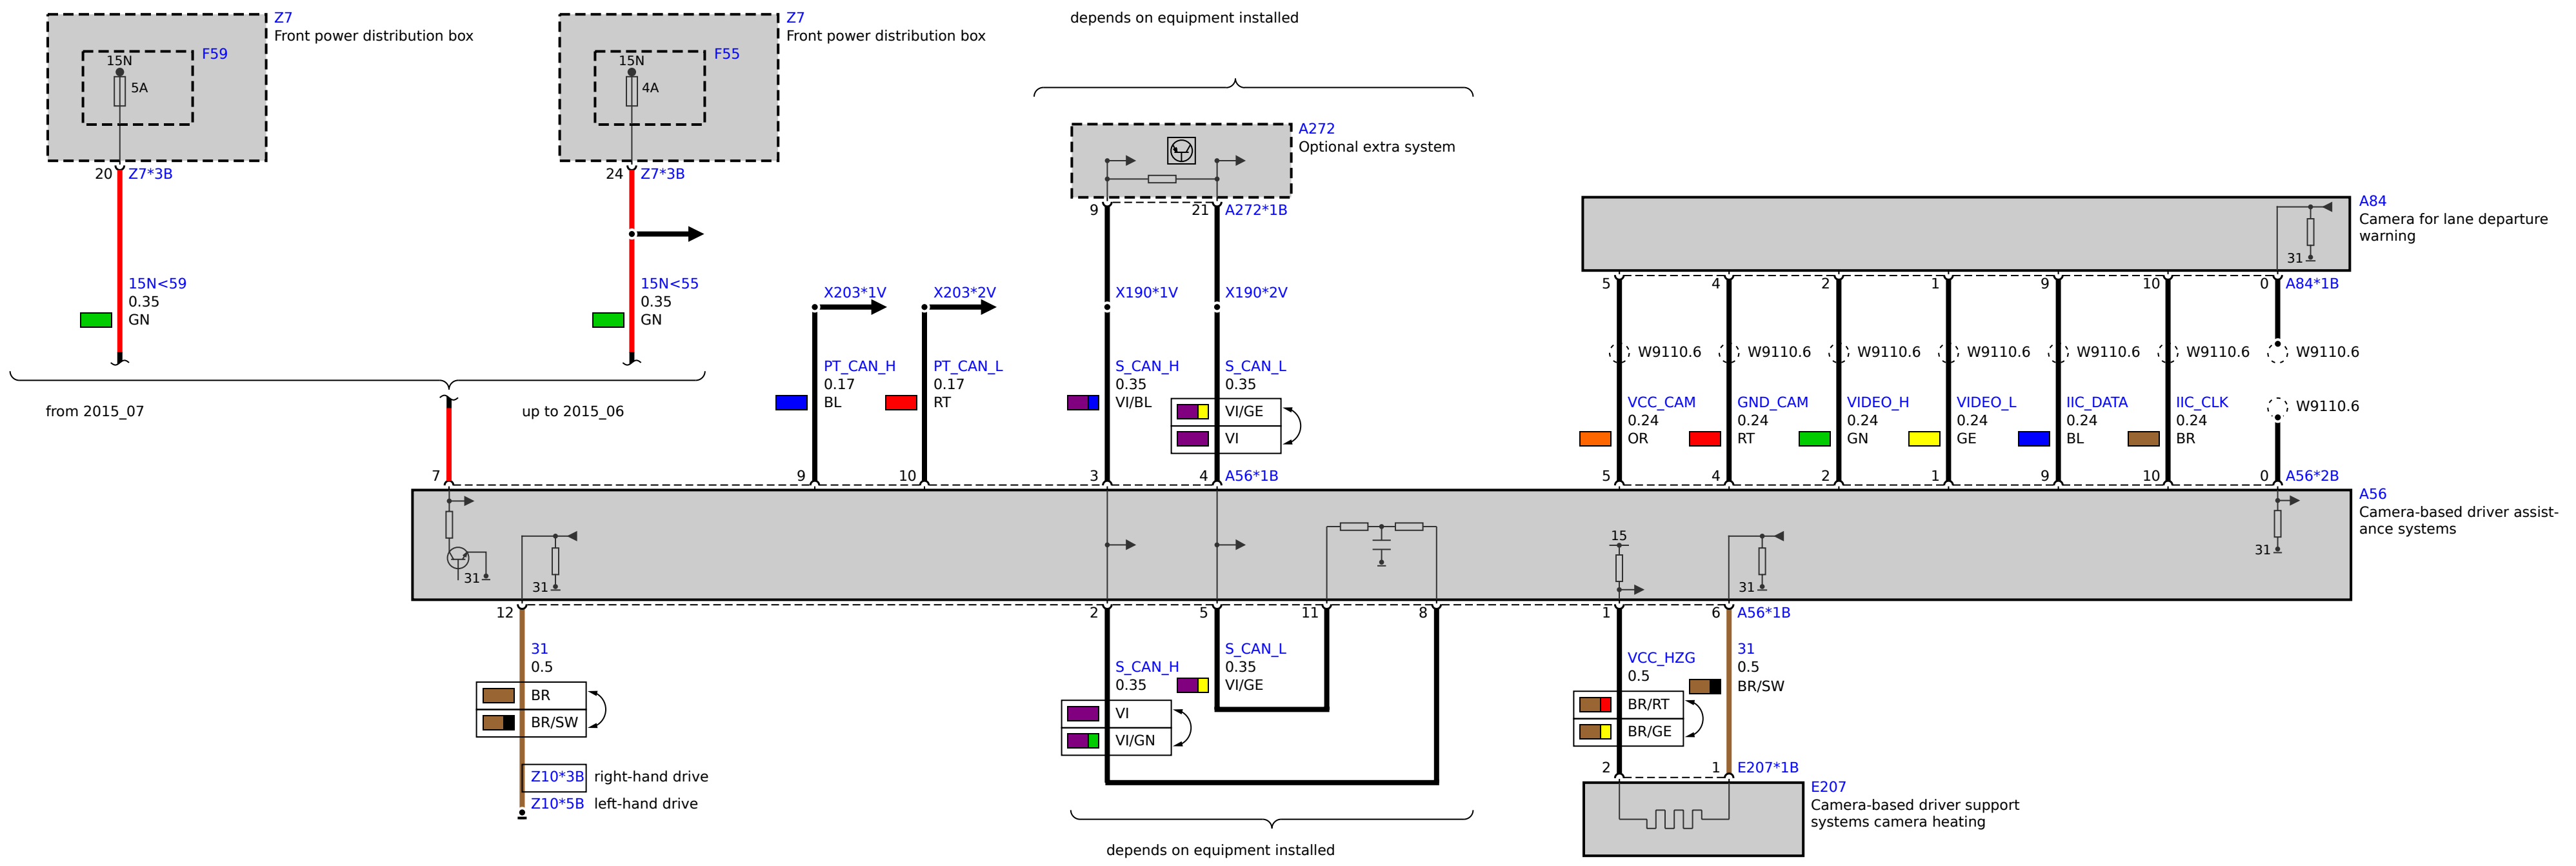 Z7
Front power distribution box
F59
15N
5A
20
Z7*3B
15N<59
0.35
GN
Z7
Front power distribution box
F55
15N
4A
24
Z7*3B
15N<55
0.35
GN
from 2015_07
up to 2015_06
depends on equipment installed
A272
Optional extra system
9
21
A272*1B
X203*1V
X203*2V
X190*1V
X190*2V
PT_CAN_H
0.17
BL
PT_CAN_L
0.17
RT
S_CAN_H
0.35
VI/BL
S_CAN_L
0.35
VI/GE
VI
A84
Camera for lane departure
warning
31
5
4
2
1
9
10
0
A84*1B
W9110.6
W9110.6
W9110.6
W9110.6
W9110.6
W9110.6
W9110.6
W9110.6
VCC_CAM
0.24
OR
GND_CAM
0.24
RT
VIDEO_H
0.24
GN
VIDEO_L
0.24
GE
IIC_DATA
0.24
BL
IIC_CLK
0.24
BR
7
9
10
3
4
A56*1B
5
4
2
1
9
10
0
A56*2B
A56
Camera-based driver assist-
ance systems
31
31
15
31
31
12
2
5
11
8
1
6
A56*1B
31
0.5
BR
BR/SW
Z10*3B
right-hand drive
Z10*5B
left-hand drive
S_CAN_H
0.35
VI
VI/GN
S_CAN_L
0.35
VI/GE
depends on equipment installed
VCC_HZG
0.5
BR/RT
BR/GE
31
0.5
BR/SW
2
1
E207*1B
E207
Camera-based driver support
systems camera heating